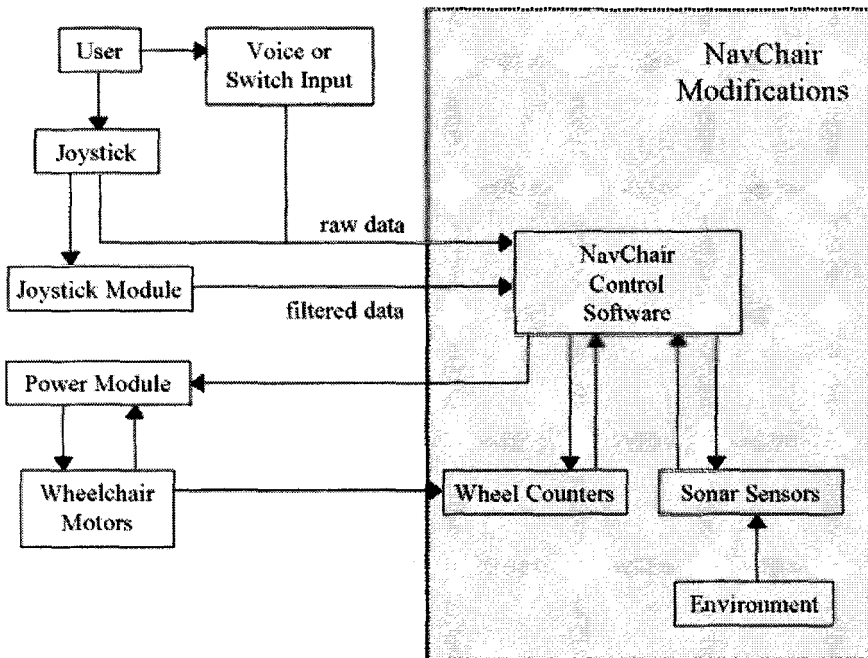 User
Voice or
Switch Input
NavChair
Modifications
Joystick
raw data
NavChair
Control
Software
Joystick Module
filtered data
Power Module
Wheelchair
Motors
Wheel Counters
Sonar Sensors
Environment